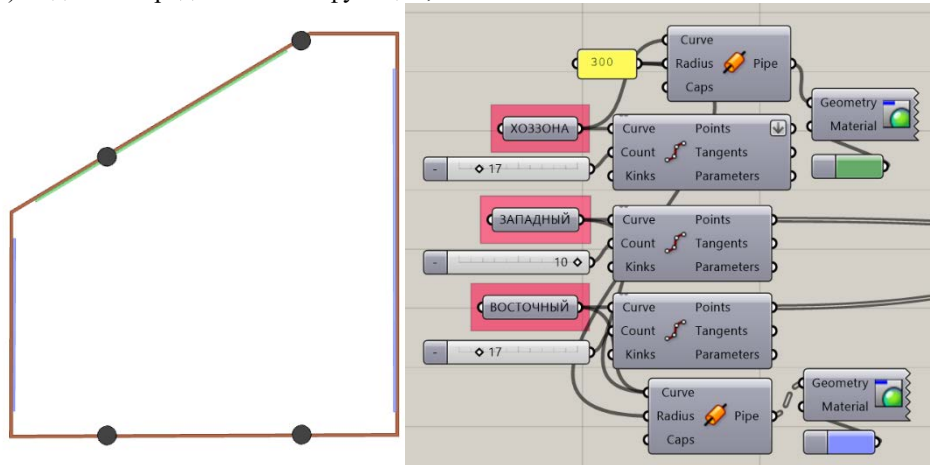 Curve
300
Radius
Pipe
Caps
Geometry
Material
ХОЗЗОНА
Curve
Points
Count
Tangents
Kinks
Parameters
-
17
ЗАПАДНЫЙ
Curve
Points
Count
Tangents
Kinks
Parameters
-
10
ВОСТОЧНЫЙ
Curve
Points
Count
Tangents
Kinks
Parameters
-
17
Curve
Radius
Pipe
Caps
Geometry
Material